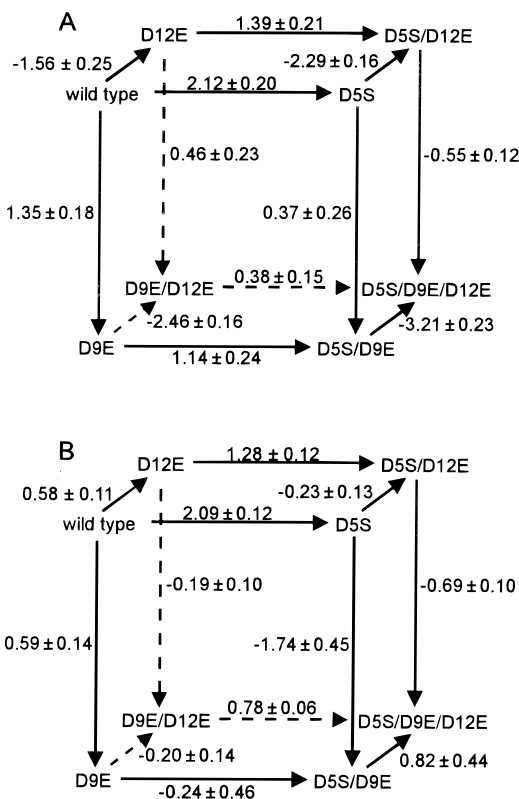 A
D12E 1.39 ± 0.21 D5S/D12E
-1.56 ± 0.25 -2.29 ± 0.16
wild type 2.12 ± 0.20 D5S
0.46 ± 0.23 -0.55 ± 0.12
1.35 ± 0.18 0.37 ± 0.26
D9E/D12E 0.38 ± 0.15 D5S/D9E/D12E
-2.46 ± 0.16 -3.21 ± 0.23
D9E 1.14 ± 0.24 D5S/D9E
B
D12E 1.28 ± 0.12 D5S/D12E
0.58 ± 0.11 -0.23 ± 0.13
wild type 2.09 ± 0.12 D5S
-0.19 ± 0.10 -0.69 ± 0.10
0.59 ± 0.14 -1.74 ± 0.45
D9E/D12E 0.78 ± 0.06 D5S/D9E/D12E
-0.20 ± 0.14 0.82 ± 0.44
D9E -0.24 ± 0.46 D5S/D9E